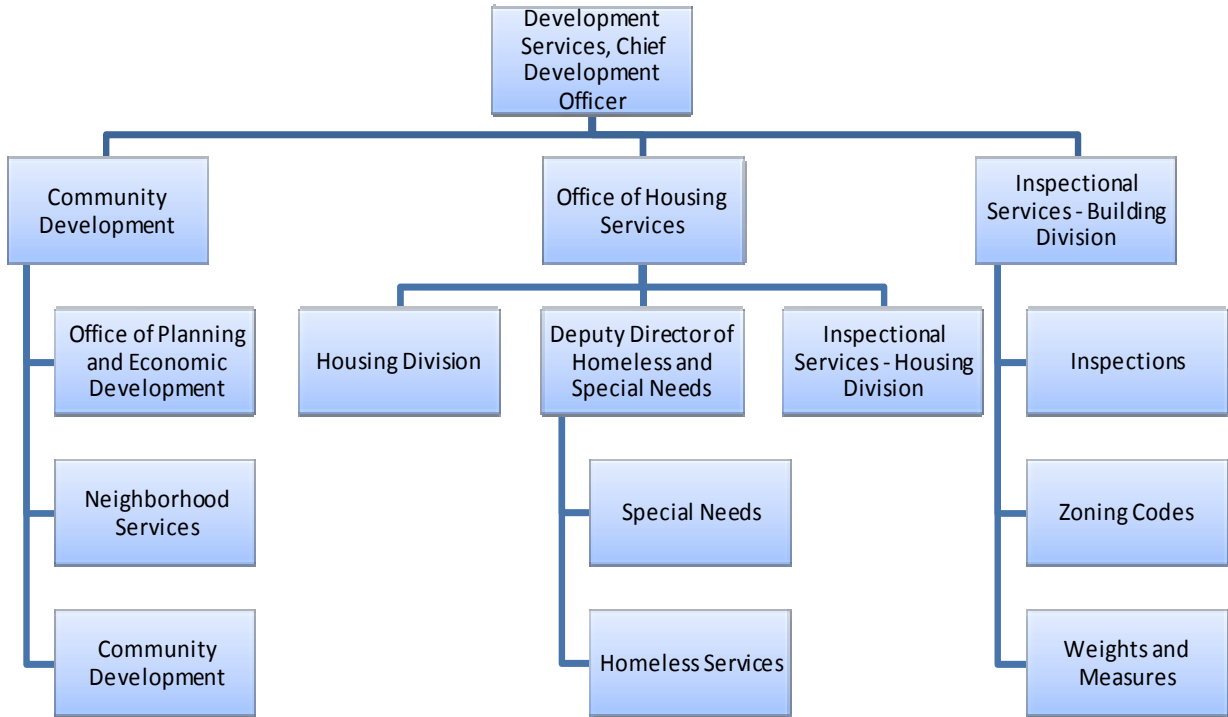 Development
Services, Chief
Development
Officer
Community
Development
Office of Housing
Services
Inspectional
Services - Building
Division
Office of Planning
and Economic
Development
Housing Division
Deputy Director of
Homeless and
Special Needs
Inspectional
Services - Housing
Division
Inspections
Neighborhood
Services
Special Needs
Zoning Codes
Community
Development
Homeless Services
Weights and
Measures